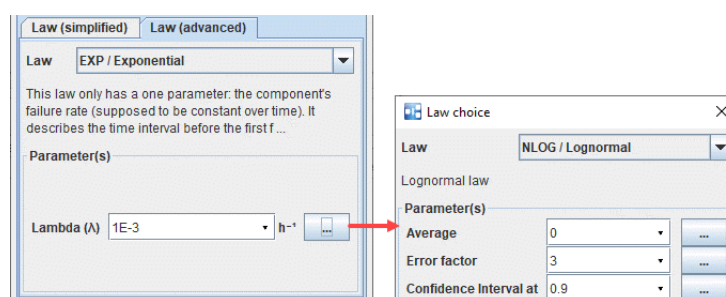 Law (simplified) Law (advanced)
Law EXP / Exponential
This law only has a one parameter: the component's
failure rate (supposed to be constant over time). It
describes the time interval before the first f ...
Parameter(s)
Lambda (λ) 1E-3 h⁻¹ ...
Law choice
Law NLOG / Lognormal
Lognormal law
Parameter(s)
Average 0 ...
Error factor 3 ...
Confidence Interval at 0.9 ...